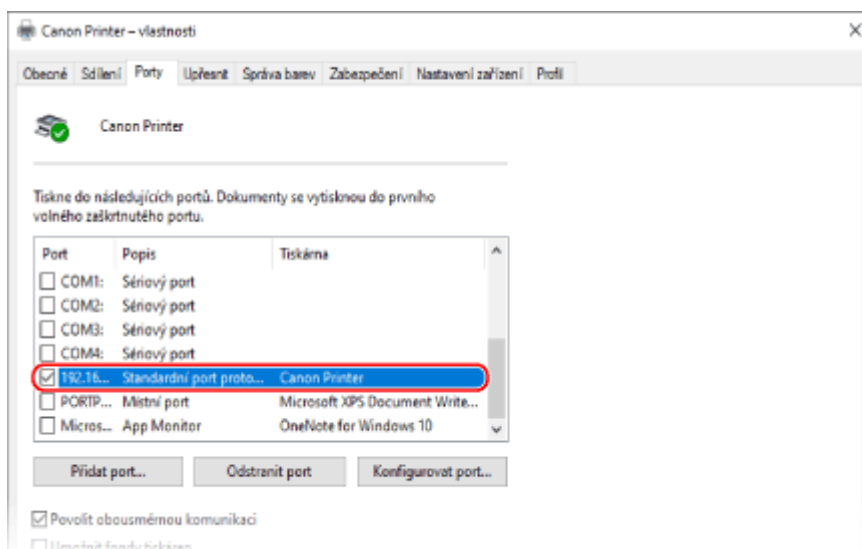 Canon Printer – vlastnosti
Obecné Sdílení Porty Upřesnit Správa barev Zabezpečení Nastavení zařízení Profil
Canon Printer
Tiskne do následujících portů. Dokumenty se vytisknou do prvního
volného zaškrtnutého portu.
Port Popis Tiskárna
COM1: Sériový port
COM2: Sériový port
COM3: Sériový port
COM4: Sériový port
192.16... Standardní port proto... Canon Printer
PORTP... Místní port Microsoft XPS Document Write...
Micros... App Monitor OneNote for Windows 10
Přidat port... Odstranit port Konfigurovat port...
Povolit obousměrnou komunikaci
Umožnit fondy tiskáren